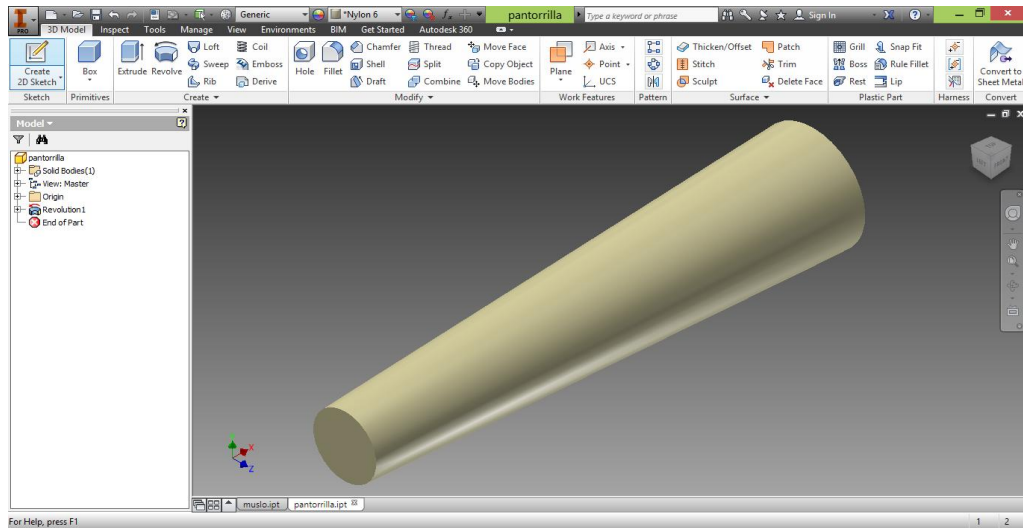 PRO
Generic
*Nylon 6
pantorrilla
Type a keyword or phrase
Sign In
3D Model Inspect Tools Manage View Environments BIM Get Started Autodesk 360
Create 2D Sketch
Box
Extrude Revolve
Loft Coil
Sweep Emboss
Rib Derive
Hole Fillet
Chamfer Thread Move Face
Shell Split Copy Object
Draft Combine Move Bodies
Plane
Axis
Point
UCS
Thicken/Offset Patch
Stitch Trim
Sculpt Delete Face
Grill Snap Fit
Boss Rule Fillet
Rest Lip
Convert to Sheet Metal
Sketch Primitives Create Modify Work Features Pattern Surface Plastic Part Harness Convert
Model
pantorrilla
Solid Bodies(1)
View: Master
Origin
Revolution1
End of Part
X
Z
muslo.ipt pantorrilla.ipt
For Help, press F1
1 2